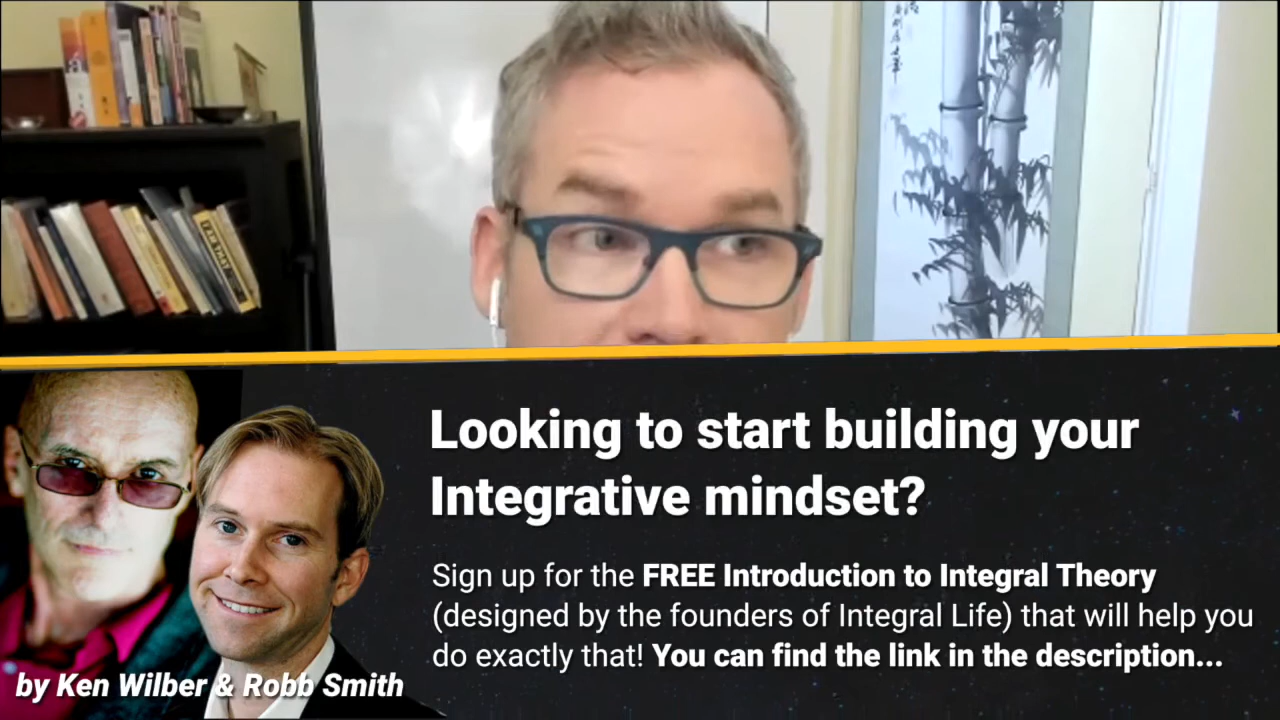 I AM THAT
Looking to start building your
Integrative mindset?
Sign up for the FREE Introduction to Integral Theory
(designed by the founders of Integral Life) that will help you
do exactly that! You can find the link in the description...
by Ken Wilber & Robb Smith